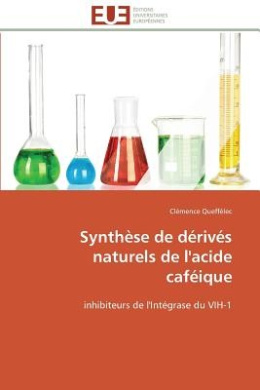 EUE
ÉDITIONS
UNIVERSITAIRES
EUROPÉENNES
Clémence Queffélec
Synthèse de dérivés
naturels de l'acide
caféique
inhibiteurs de l'Intégrase du VIH-1